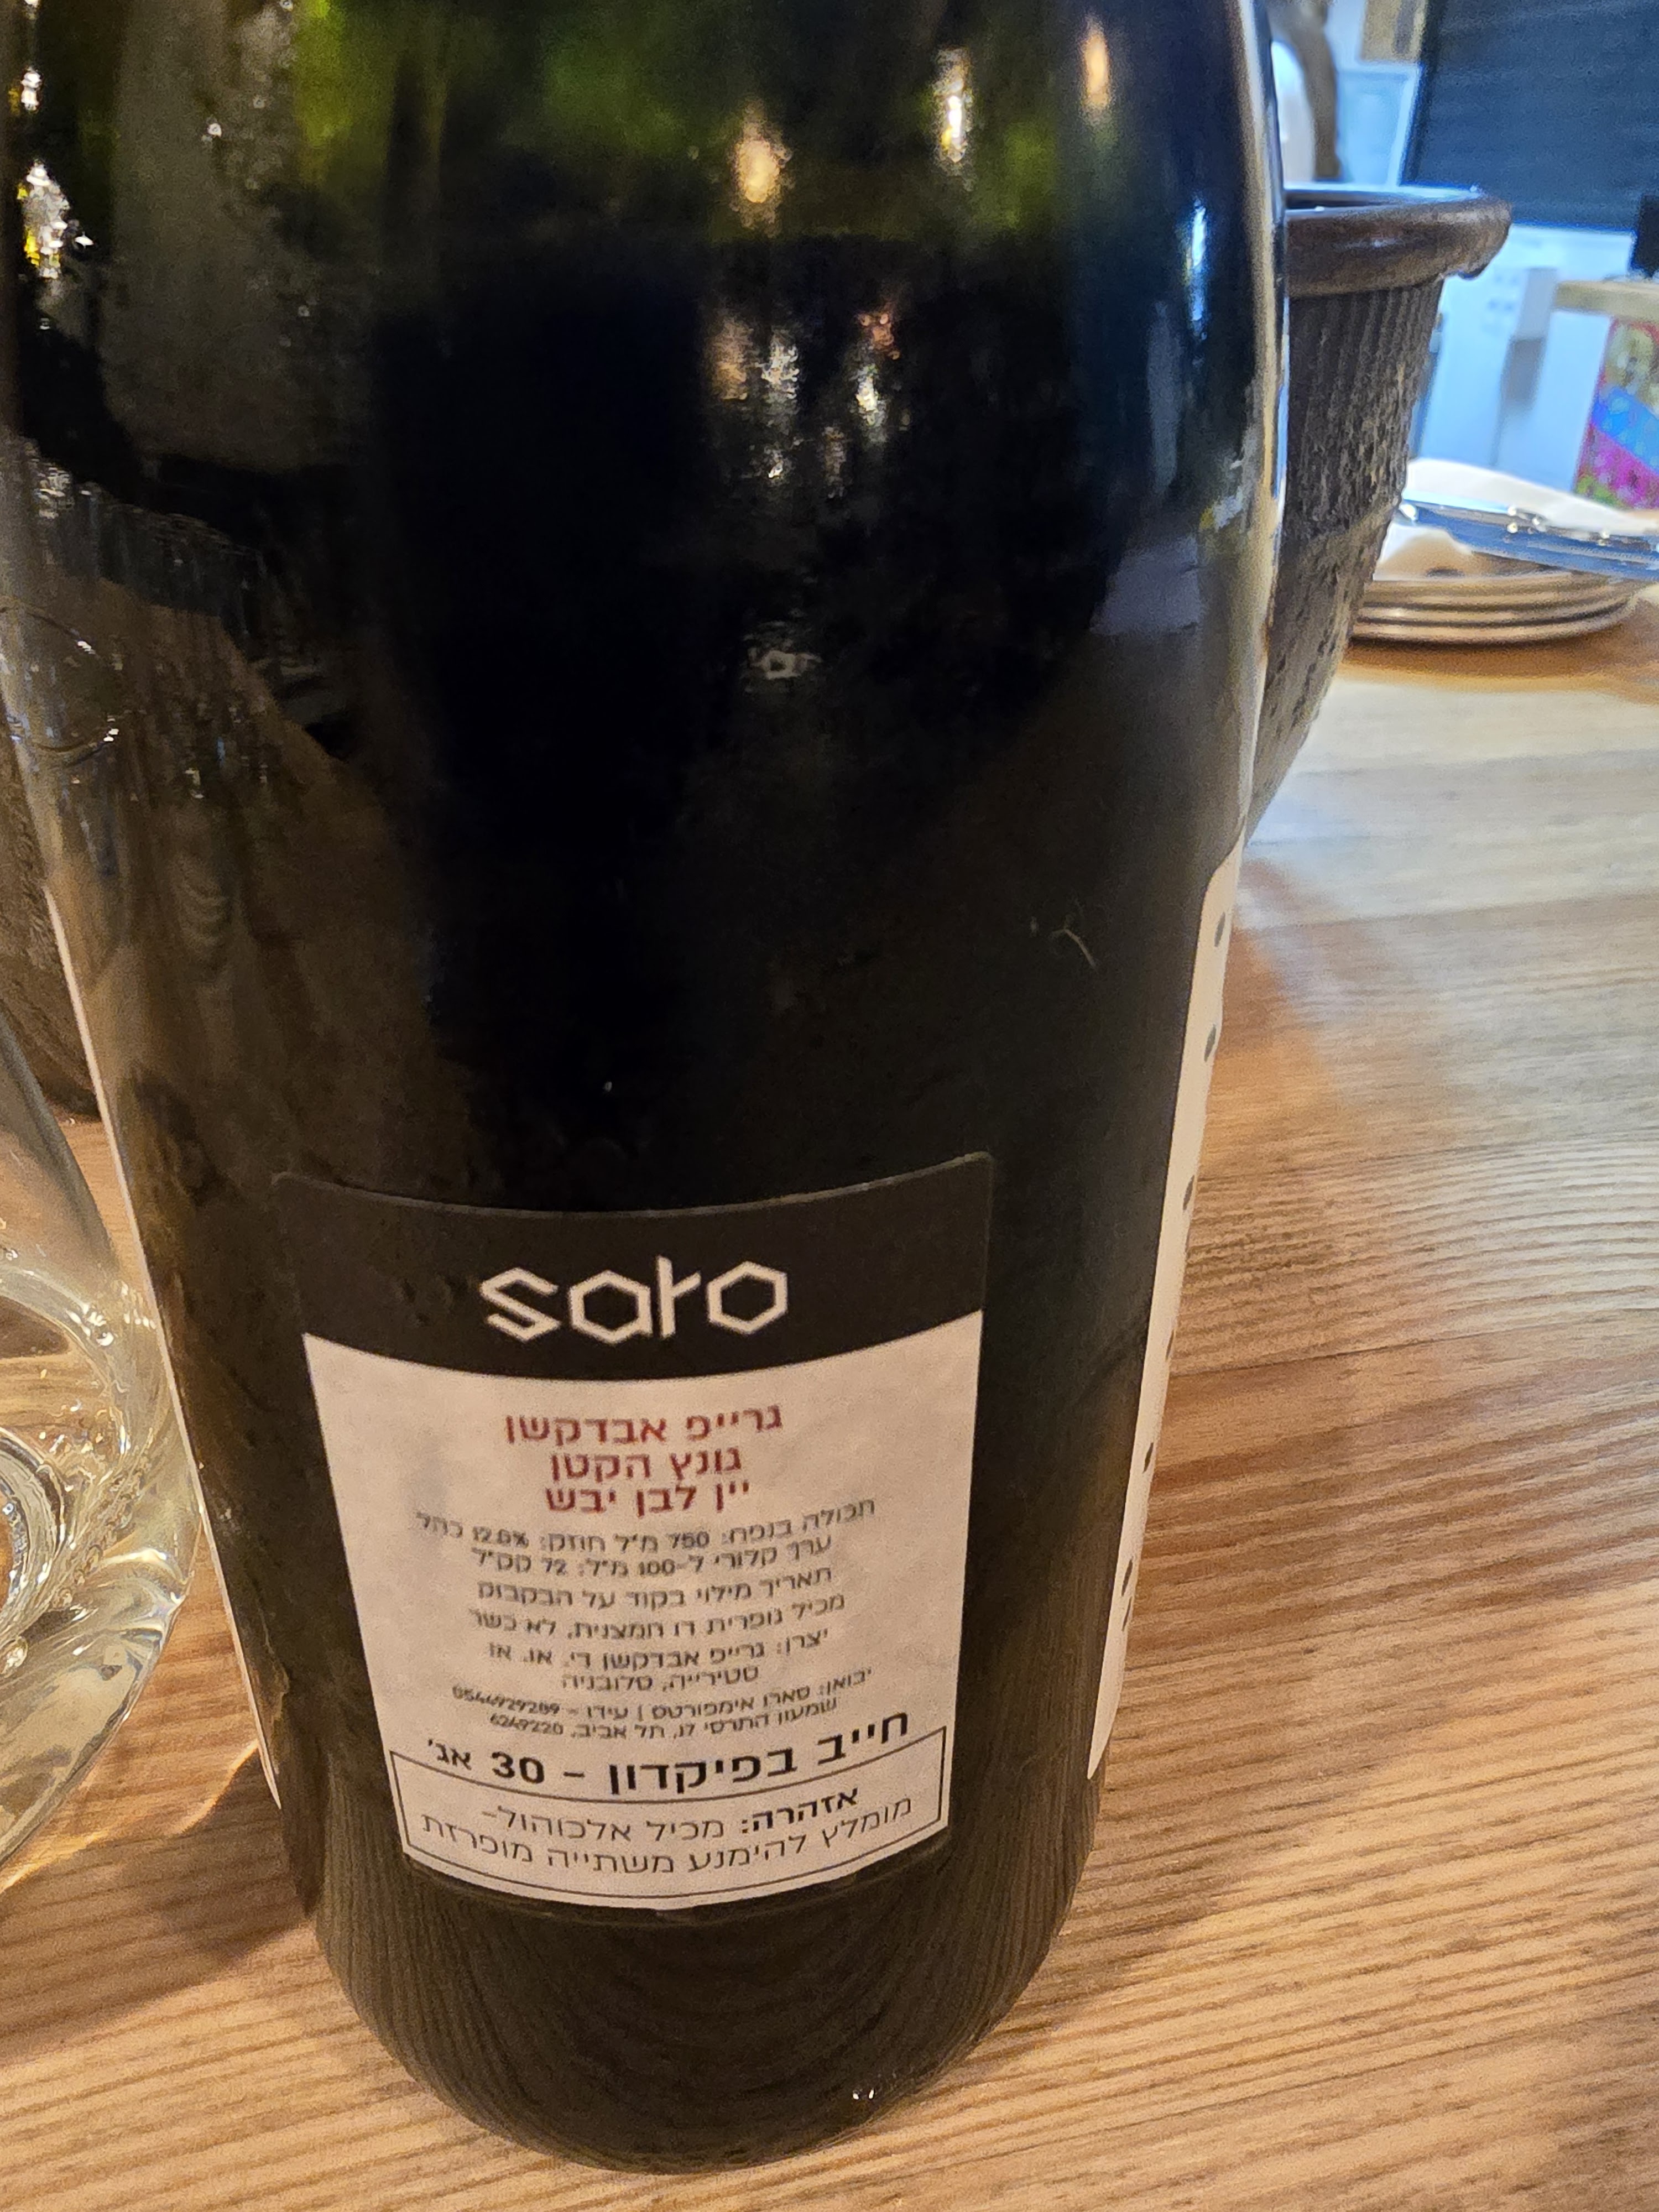 saro
גרייפ אבדקשן
גונץ הקטן
יין לבן יבש
תכולה בנפח: 750 מ"ל חוזק: 12.0% כהל
ערך קלורי ל-100 מ"ל: 72 קק"ל
תאריך מילוי בקוד על הבקבוק
מכיל גופרית דו חמצנית, לא כשר
יצרן: גרייפ אבדקשן די. או. או
סטירייה, סלובניה
יבואן: סארו אימפורטס | עידו - 0544929209
שמעון התרסי 17, תל אביב, 6249220
חייב בפיקדון - 30 אג'
אזהרה: מכיל אלכוהול-
מומלץ להימנע משתייה מופרזת